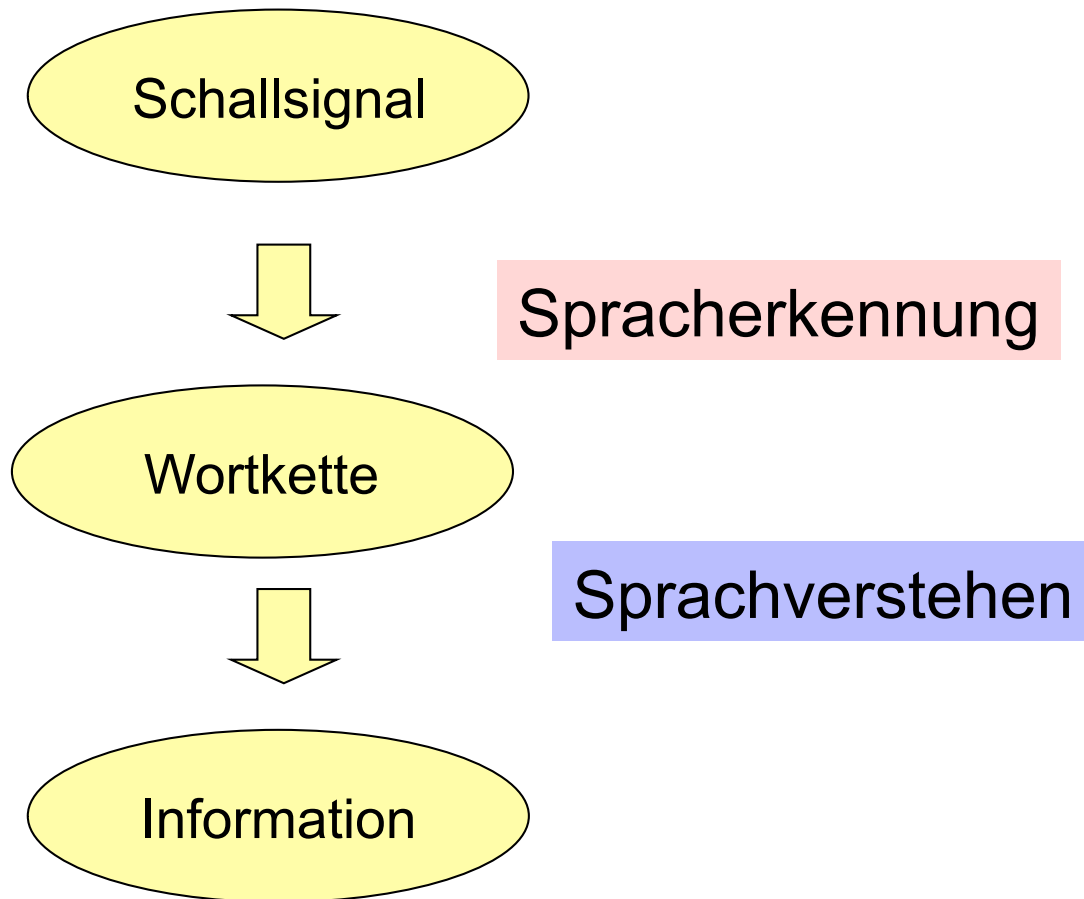 Schallsignal
Spracherkennung
Wortkette
Sprachverstehen
Information